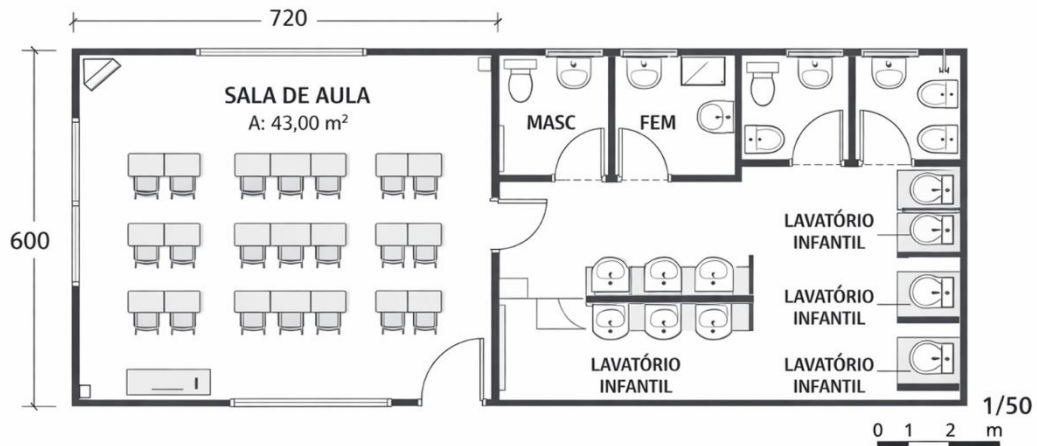 720
600
SALA DE AULA
A: 43,00 m²
MASC
FEM
LAVATÓRIO
INFANTIL
LAVATÓRIO
INFANTIL
LAVATÓRIO
INFANTIL
LAVATÓRIO
INFANTIL
1/50
0 1 2 m